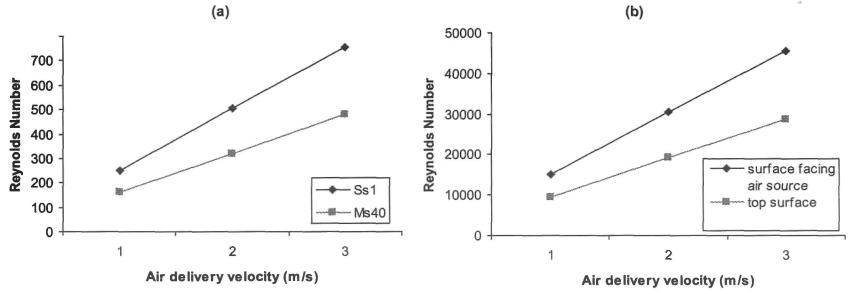 (a)
Reynolds Number
700
600
500
400
300
200
100
0
1
2
3
Air delivery velocity (m/s)
Ss1
Ms40
(b)
Reynolds Number
50000
40000
30000
20000
10000
0
1
2
3
Air delivery velocity (m/s)
surface facing
air source
top surface